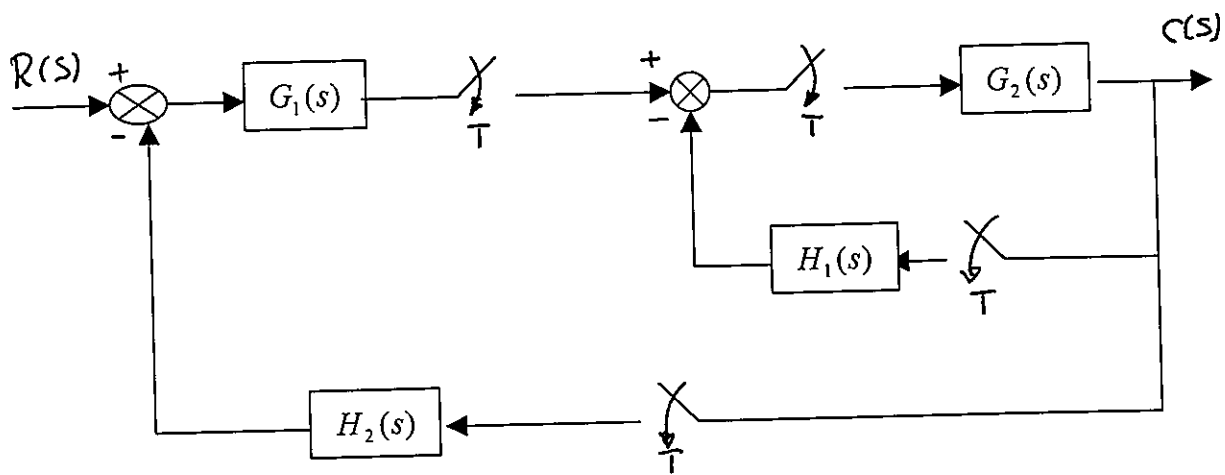 R(S)
+
-
G₁(s)
T
+
-
T
G₂(s)
C(S)
H₁(s)
T
H₂(s)
T